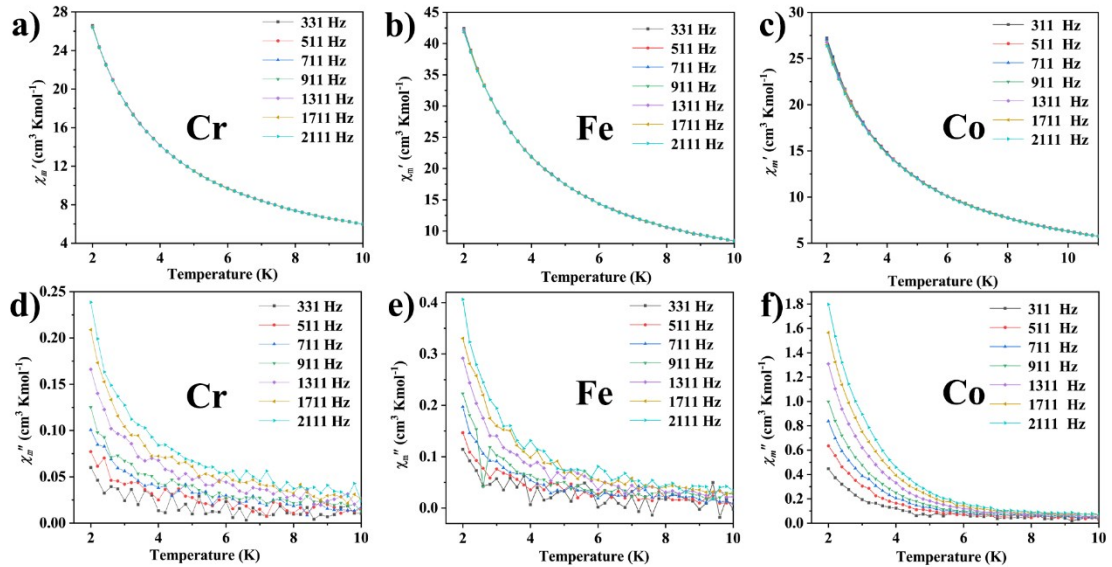 a)
χm′ (cm³ Kmol⁻¹)
28
24
20
16
12
8
4
2 4 6 8 10
Temperature (K)
Cr
331 Hz
511 Hz
711 Hz
911 Hz
1311 Hz
1711 Hz
2111 Hz
b)
χm′ (cm³ Kmol⁻¹)
45
40
35
30
25
20
15
10
2 4 6 8 10
Temperature (K)
Fe
331 Hz
511 Hz
711 Hz
911 Hz
1311 Hz
1711 Hz
2111 Hz
c)
χm′ (cm³ Kmol⁻¹)
30
25
20
15
10
5
2 4 6 8 10
Temperature (K)
Co
311 Hz
511 Hz
711 Hz
911 Hz
1311 Hz
1711 Hz
2111 Hz
d)
χm″ (cm³ Kmol⁻¹)
0.25
0.20
0.15
0.10
0.05
0.00
2 4 6 8 10
Temperature (K)
Cr
331 Hz
511 Hz
711 Hz
911 Hz
1311 Hz
1711 Hz
2111 Hz
e)
χm″ (cm³ Kmol⁻¹)
0.4
0.3
0.2
0.1
0.0
2 4 6 8 10
Temperature (K)
Fe
331 Hz
511 Hz
711 Hz
911 Hz
1311 Hz
1711 Hz
2111 Hz
f)
χm″ (cm³ Kmol⁻¹)
1.8
1.6
1.4
1.2
1.0
0.8
0.6
0.4
0.2
0.0
2 4 6 8 10
Temperature (K)
Co
311 Hz
511 Hz
711 Hz
911 Hz
1311 Hz
1711 Hz
2111 Hz